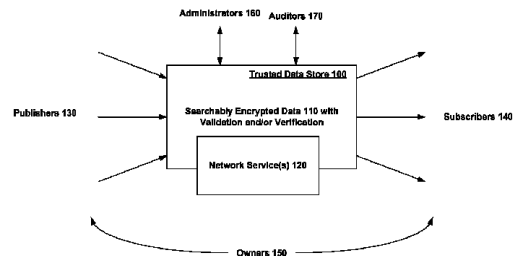 Administrators 160
Auditors 170
Trusted Data Store 100
Publishers 130
Searchably Encrypted Data 110 with
Validation and/or Verification
Subscribers 140
Network Service(s) 120
Owners 150